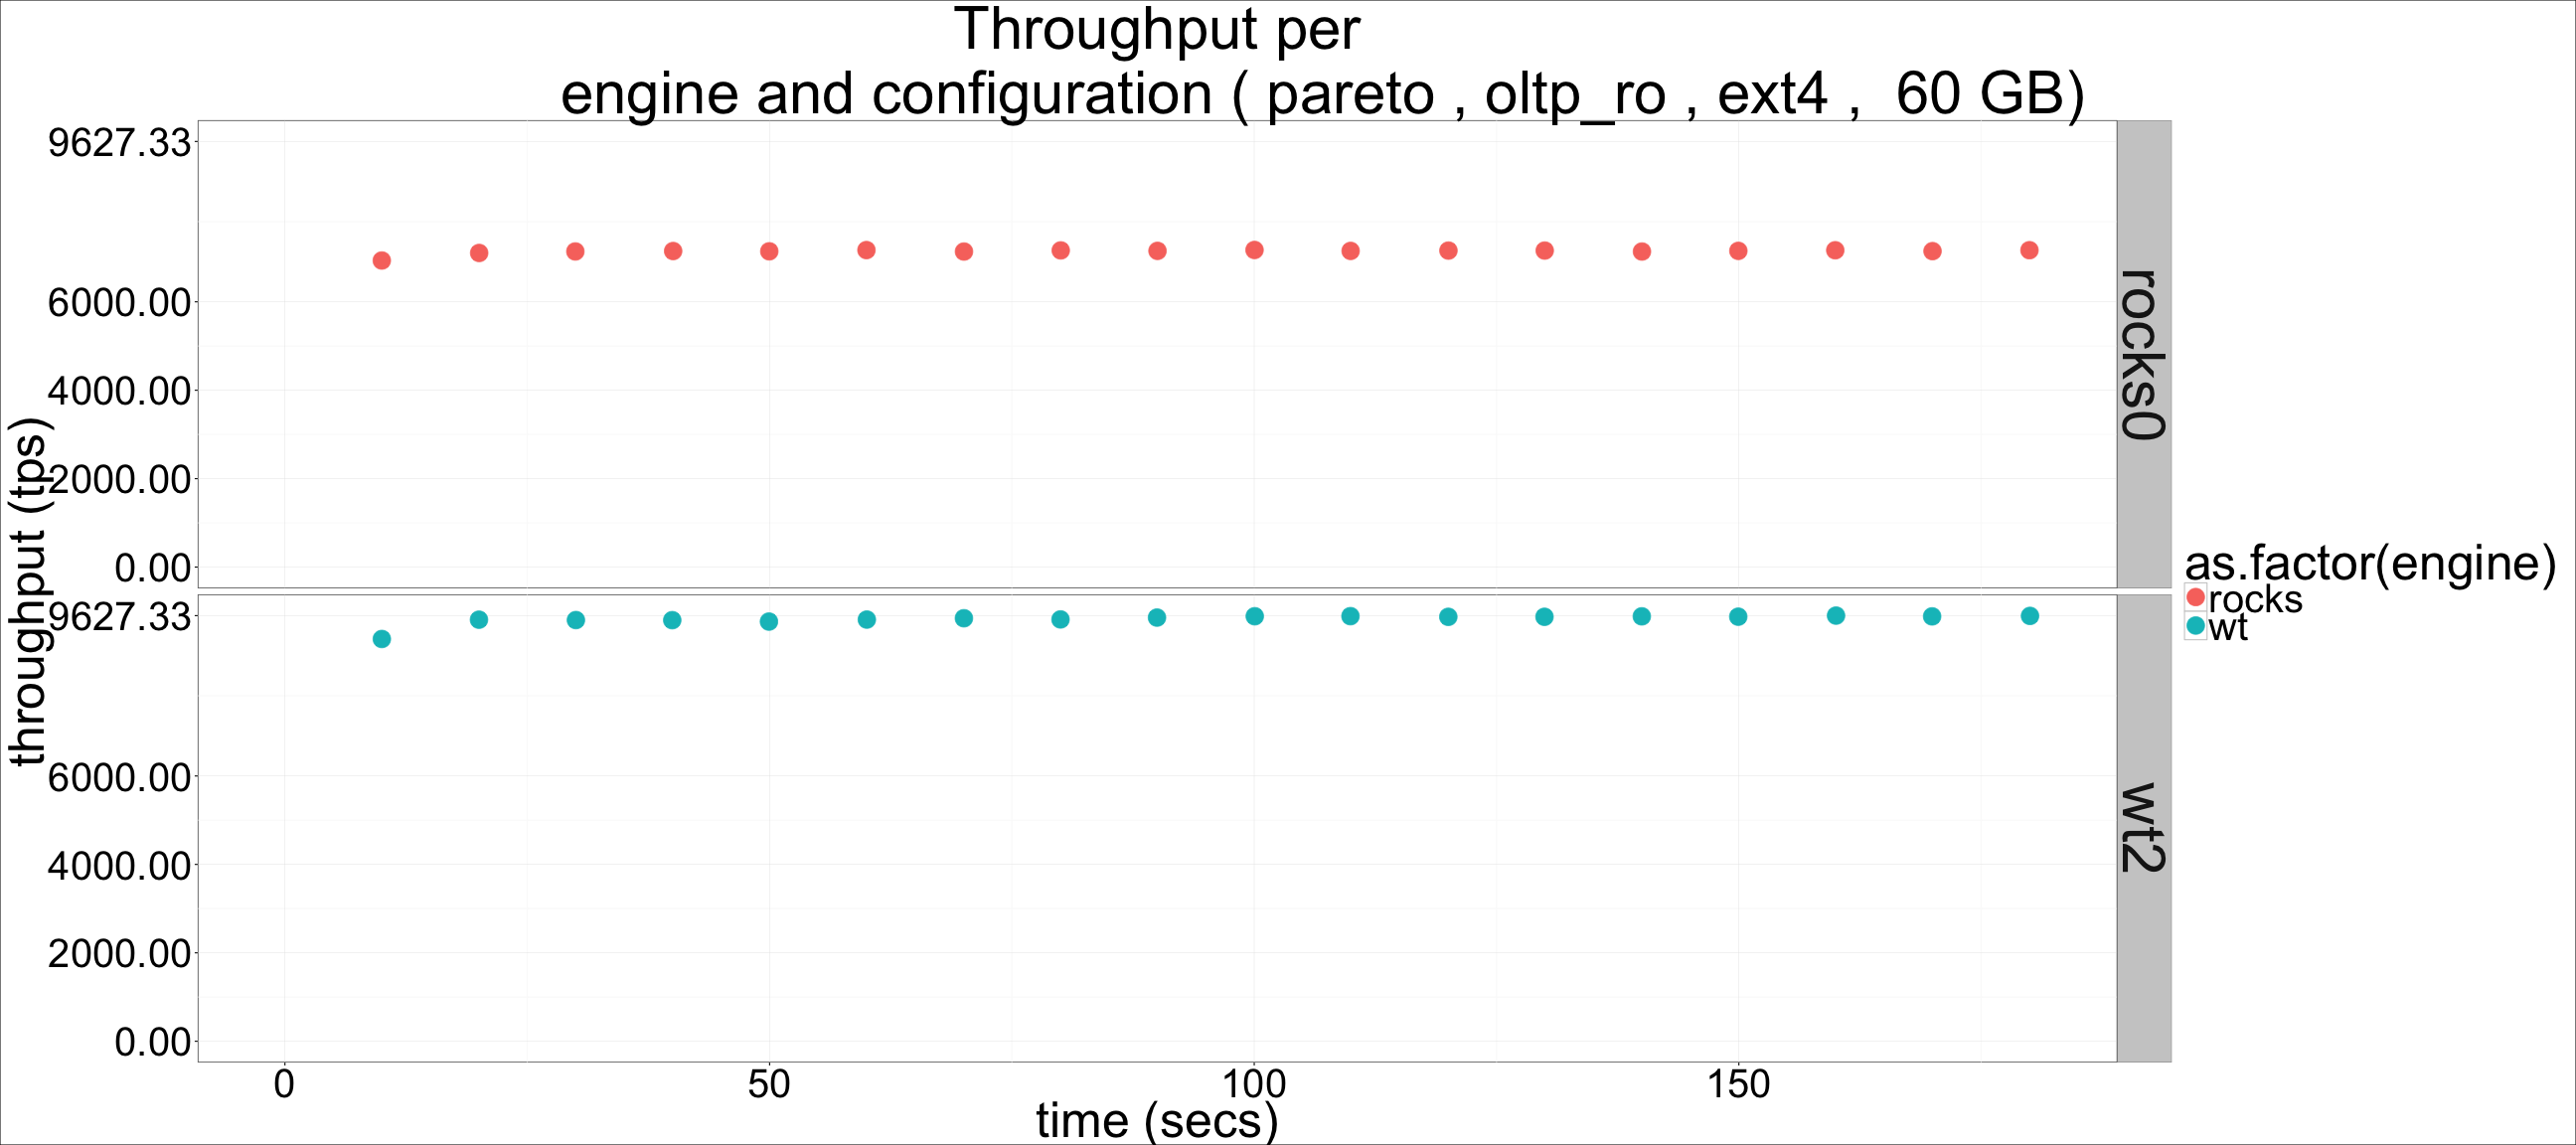 Throughput per
engine and configuration ( pareto , oltp_ro , ext4 ,  60 GB)
throughput (tps)
9627.33
6000.00
4000.00
2000.00
0.00
rocks0
9627.33
6000.00
4000.00
2000.00
0.00
wt2
0 50 100 150
time (secs)
as.factor(engine)
rocks
wt